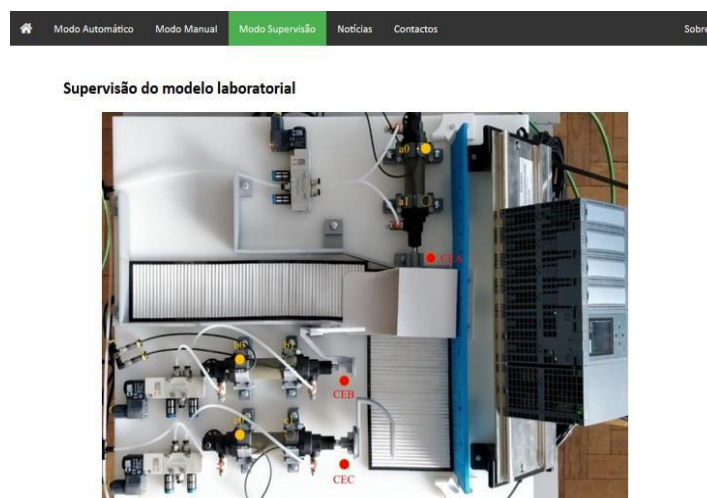 Modo Automático Modo Manual Modo Supervisão Notícias Contactos Sobre
Supervisão do modelo laboratorial
a0
a1
CEA
b0 b1
CEB
CEC